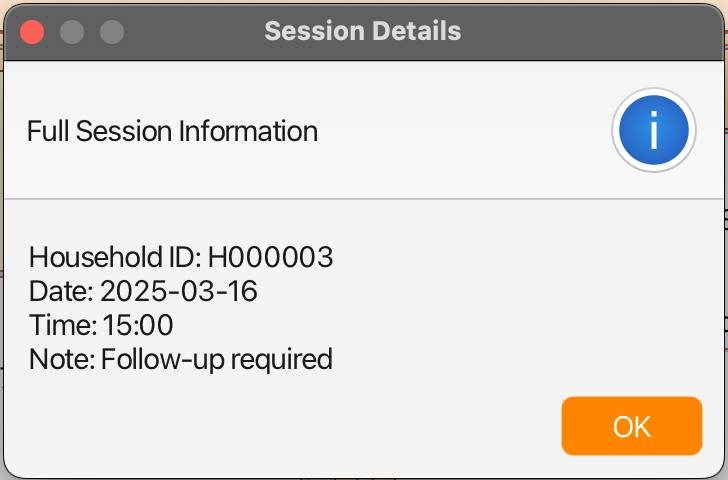 Session Details
Full Session Information
i
Household ID: H000003
Date: 2025-03-16
Time: 15:00
Note: Follow-up required
OK